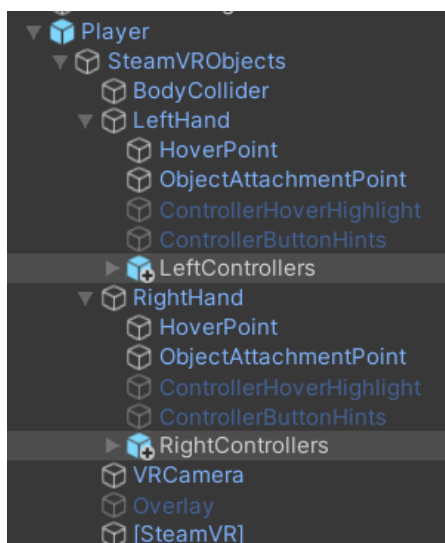 Player
SteamVRObjects
BodyCollider
LeftHand
HoverPoint
ObjectAttachmentPoint
ControllerHoverHighlight
ControllerButtonHints
LeftControllers
RightHand
HoverPoint
ObjectAttachmentPoint
ControllerHoverHighlight
ControllerButtonHints
RightControllers
VRCamera
Overlay
[SteamVR]